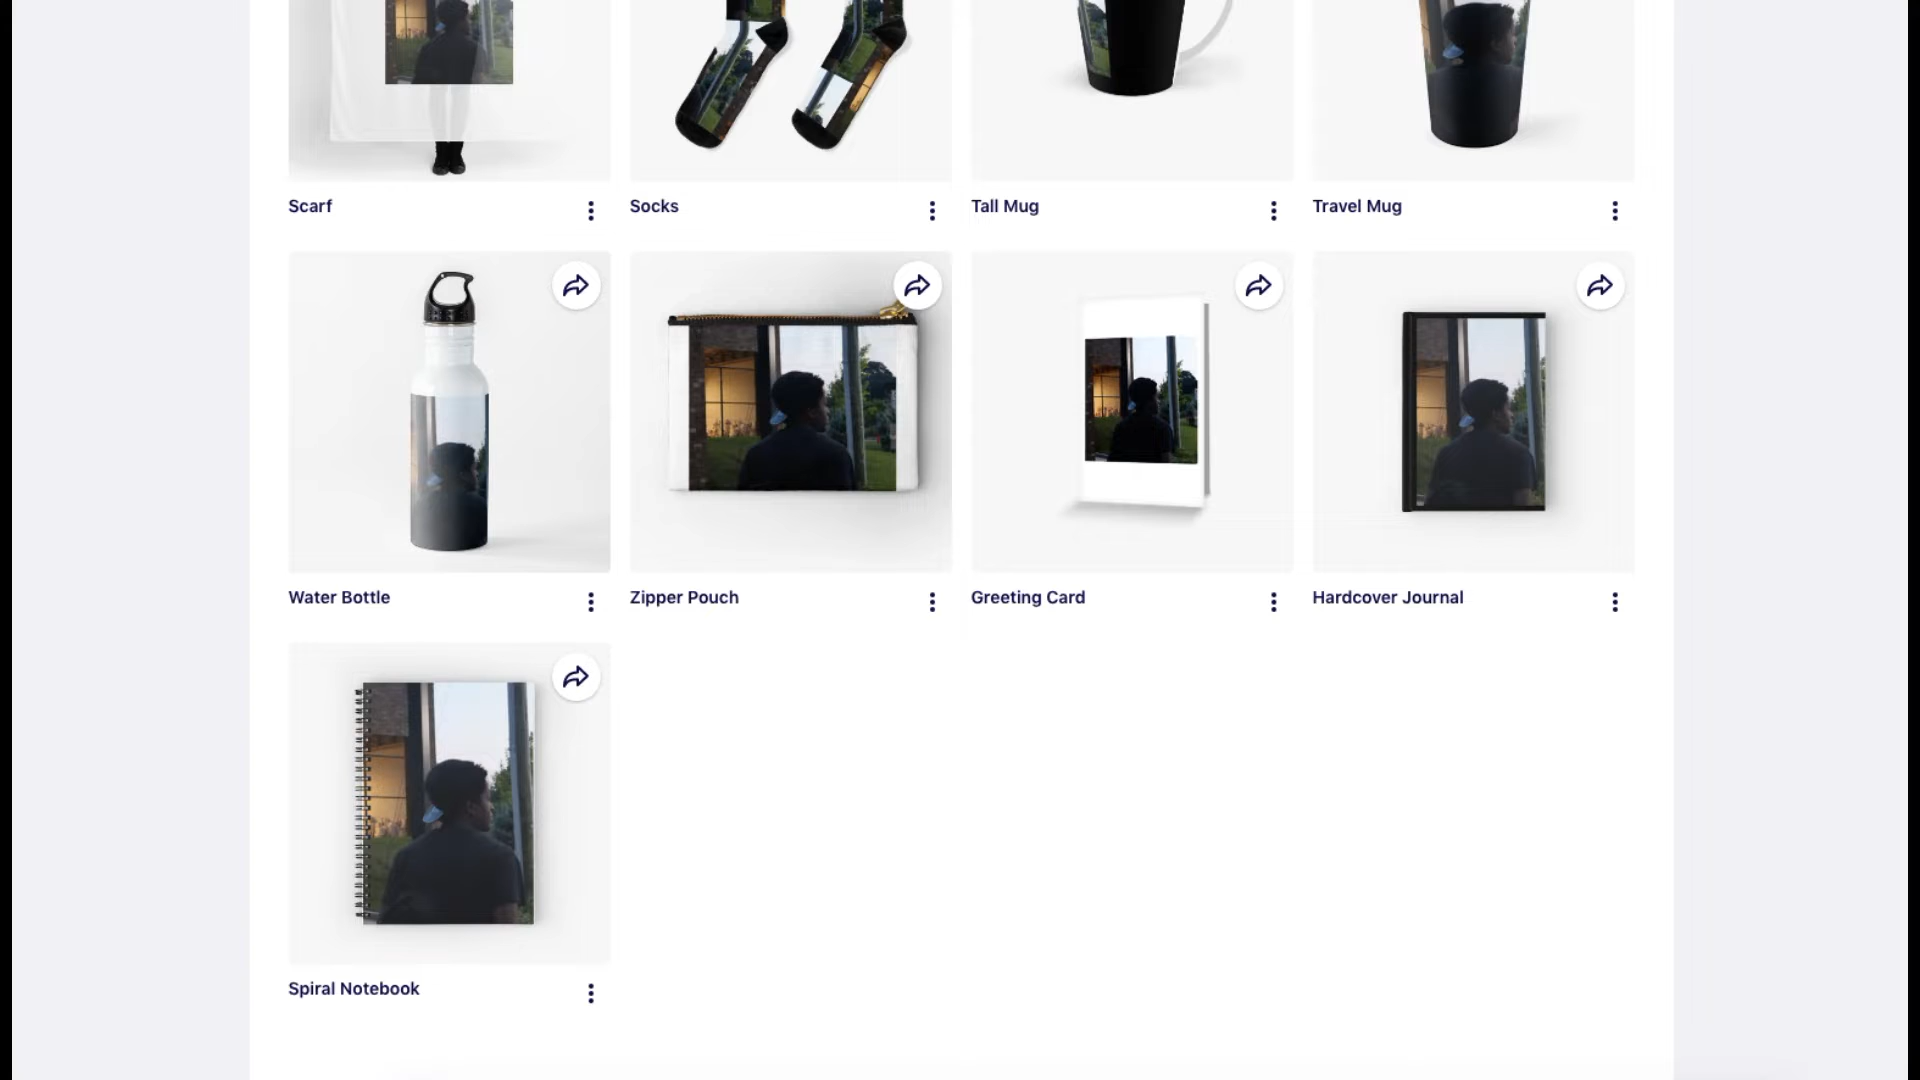 Scarf
Socks
Tall Mug
Travel Mug
Water Bottle
Zipper Pouch
Greeting Card
Hardcover Journal
Spiral Notebook